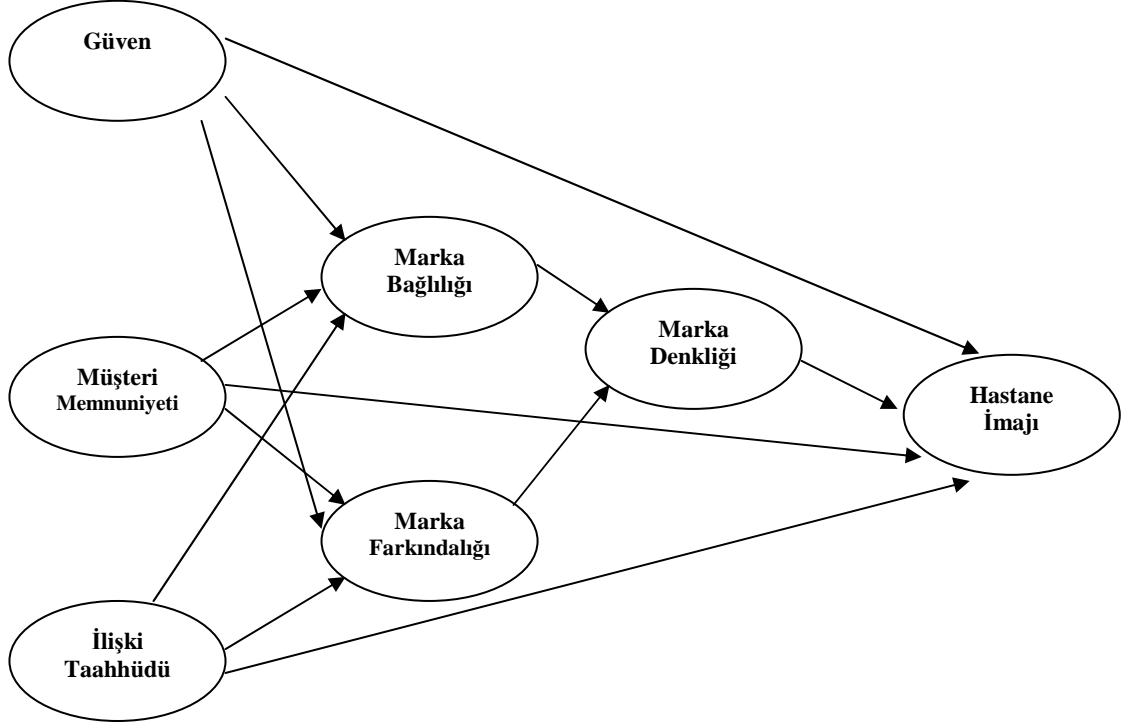 Güven
Marka
Bağlılığı
Marka
Denkliği
Müşteri
Memnuniyeti
Hastane
İmajı
Marka
Farkındalığı
İlişki
Taahhüdü